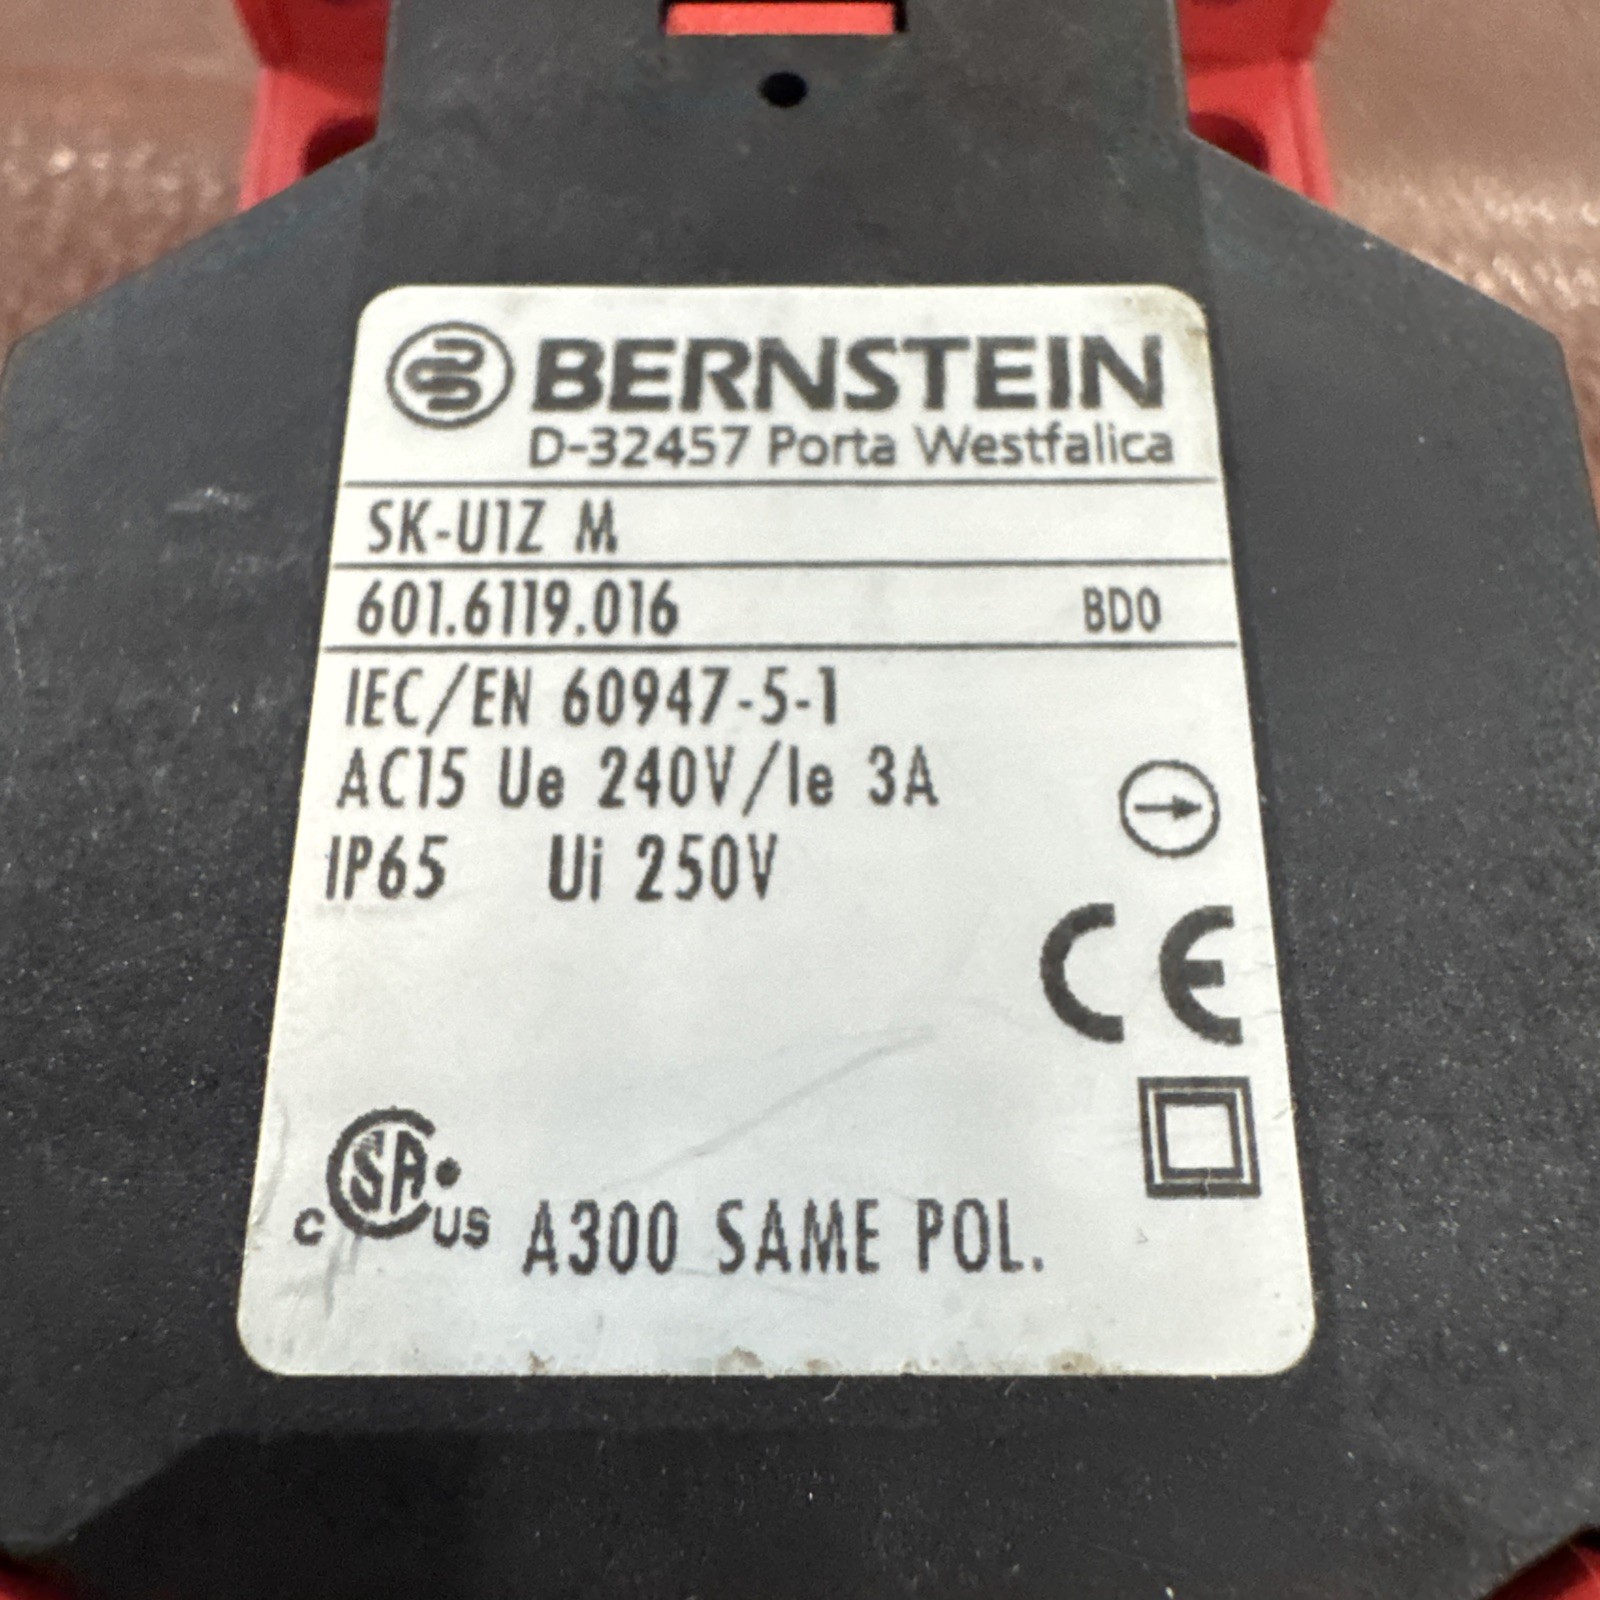 BERNSTEIN
D-32457 Porta Westfalica
SK-U1Z M
601.6119.016 BD0
IEC/EN 60947-5-1
AC15 Ue 240V/Ie 3A
IP65 Ui 250V
CE
C SA US A300 SAME POL.